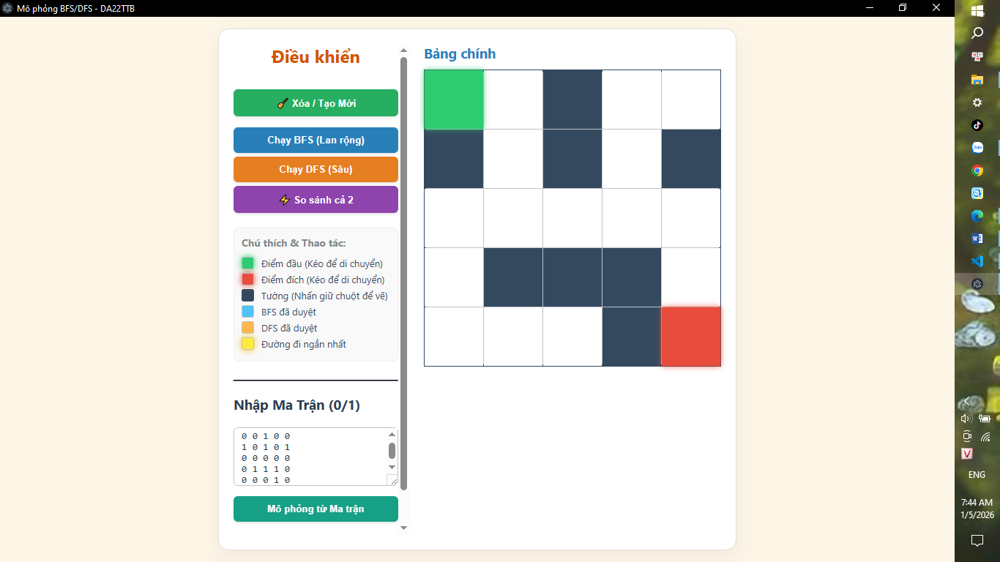 Mô phỏng BFS/DFS - DA22TTB
Điều khiển
🧹 Xóa / Tạo Mới
Chạy BFS (Lan rộng)
Chạy DFS (Sâu)
⚡ So sánh cả 2
Chú thích & Thao tác:
Điểm đầu (Kéo để di chuyển)
Điểm đích (Kéo để di chuyển)
Tường (Nhấn giữ chuột để vẽ)
BFS đã duyệt
DFS đã duyệt
Đường đi ngắn nhất
Nhập Ma Trận (0/1)
0 0 1 0 0
1 0 1 0 1
0 0 0 0 0
0 1 1 1 0
0 0 0 1 0
Mô phỏng từ Ma trận
Bảng chính
Zalo
W
V
ENG
7:44 AM
1/5/2026